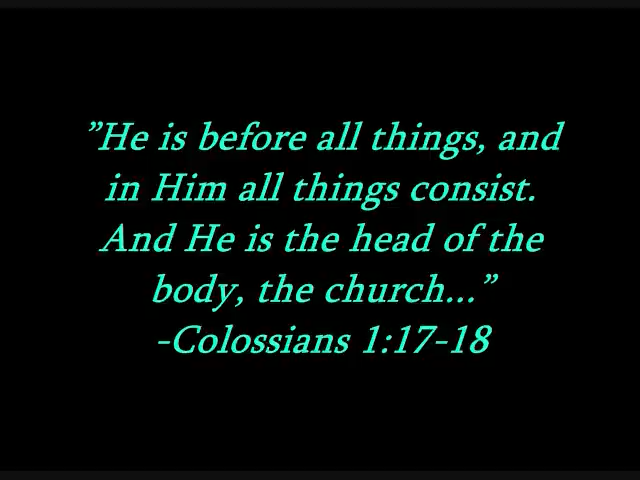 ”He is before all things, and
in Him all things consist.
And He is the head of the
body, the church...”
-Colossians 1:17-18